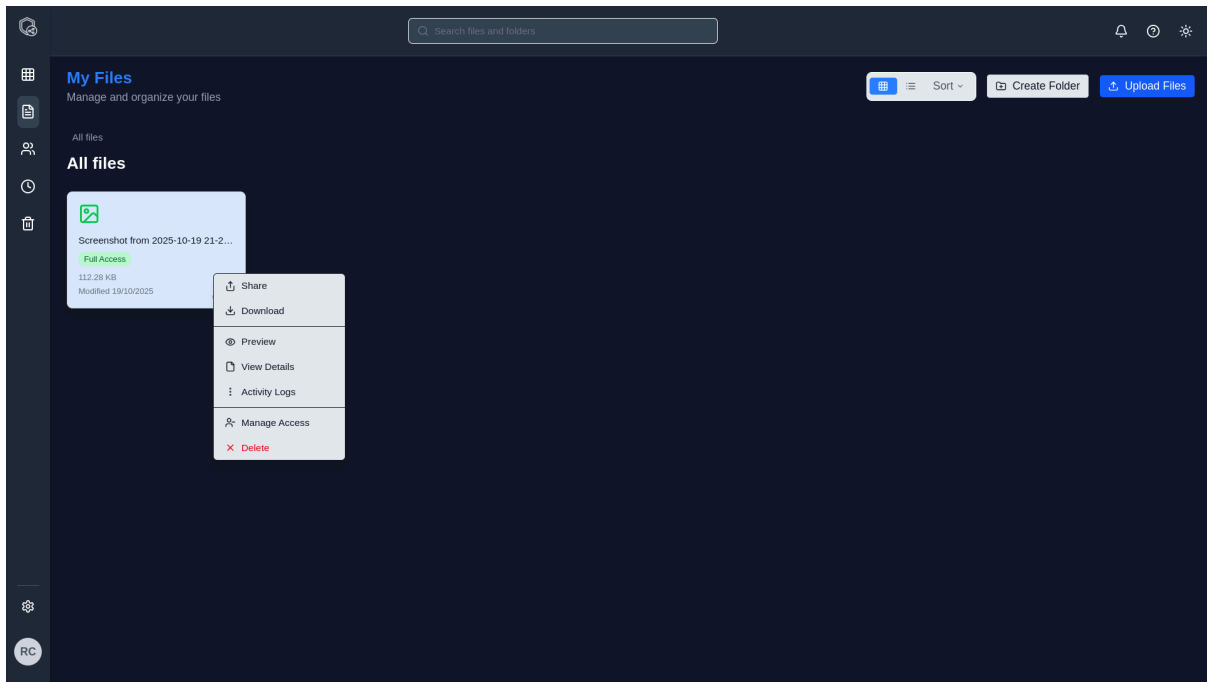 Search files and folders
My Files
Manage and organize your files
Sort
Create Folder
Upload Files
All files
All files
Screenshot from 2025-10-19 21-2...
Full Access
112.28 KB
Modified 19/10/2025
Share
Download
Preview
View Details
Activity Logs
Manage Access
Delete
RC